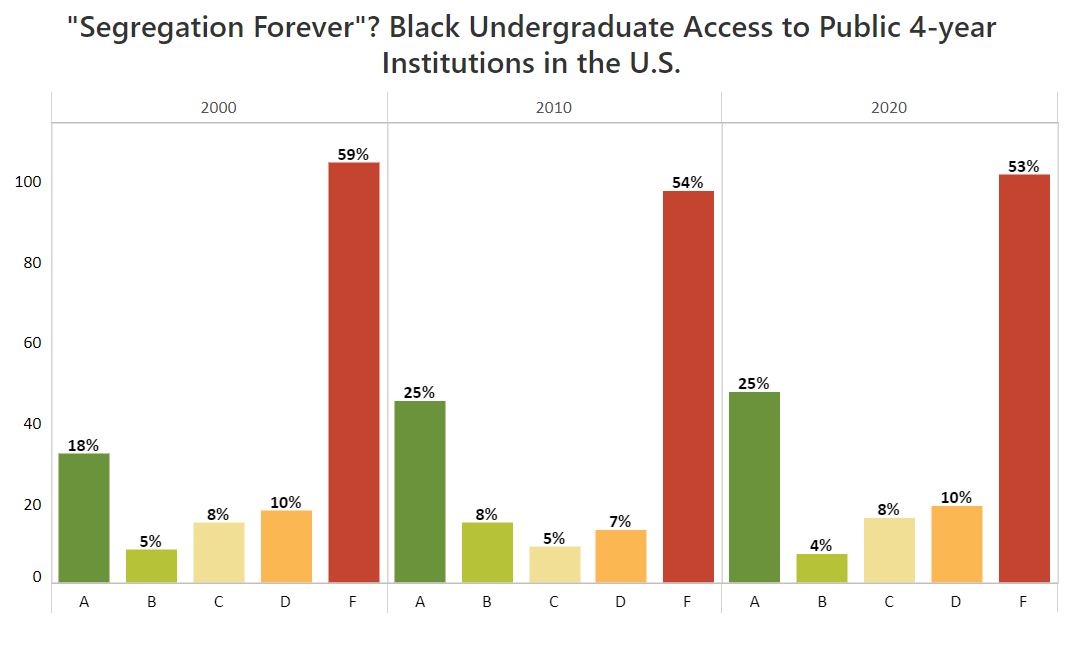 "Segregation Forever"? Black Undergraduate Access to Public 4-year
Institutions in the U.S.
2000 2010 2020
59%
53%
54%
100
80
60
25% 25%
40
18%
20
10% 8% 8% 7% 8% 10%
5% 5% 4%
0
A B C D F A B C D F A B C D F